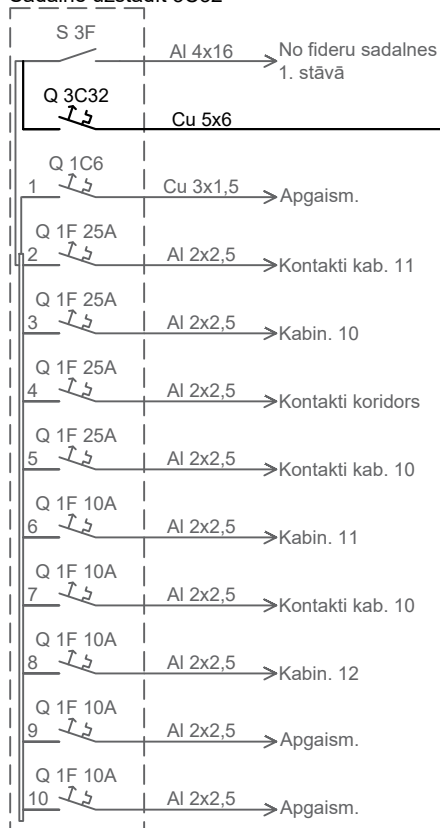 S 3F
Al 4x16
No fideru sadalnes
1. stāvā
Q 3C32
Cu 5x6
Q 1C6
1
Cu 3x1,5
Apgaism.
Q 1F 25A
2
Al 2x2,5
Kontakti kab. 11
Q 1F 25A
3
Al 2x2,5
Kabin. 10
Q 1F 25A
4
Al 2x2,5
Kontakti koridors
Q 1F 25A
5
Al 2x2,5
Kontakti kab. 10
Q 1F 10A
6
Al 2x2,5
Kabin. 11
Q 1F 10A
7
Al 2x2,5
Kontakti kab. 10
Q 1F 10A
8
Al 2x2,5
Kabin. 12
Q 1F 10A
9
Al 2x2,5
Apgaism.
Q 1F 10A
10
Al 2x2,5
Apgaism.